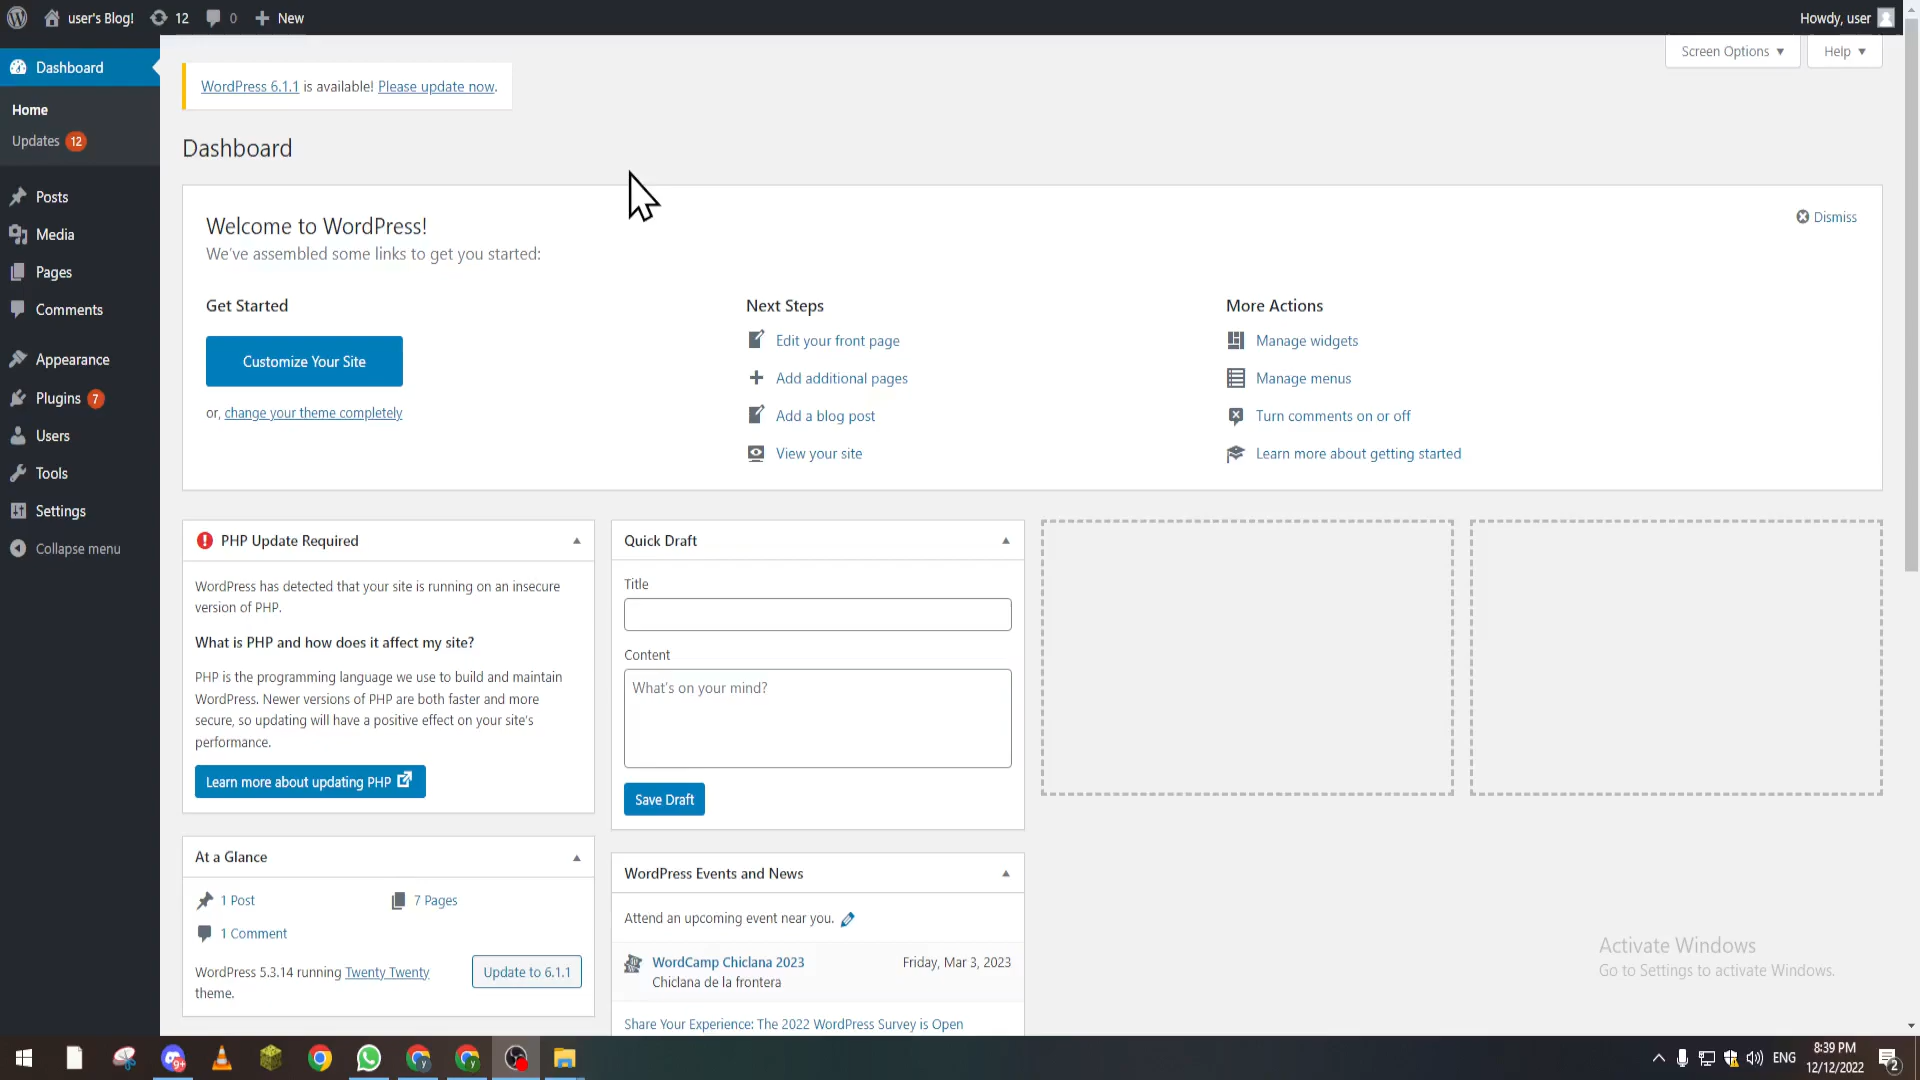 user's Blog!
12
0
New
Howdy, user
Screen Options
Help
Dashboard
Home
Updates 12
Posts
Media
Pages
Comments
Appearance
Plugins 7
Users
Tools
Settings
Collapse menu
WordPress 6.1.1 is available! Please update now.
Dashboard
Welcome to WordPress!
Dismiss
We've assembled some links to get you started:
Get Started
Customize Your Site
or, change your theme completely
Next Steps
Edit your front page
Add additional pages
Add a blog post
View your site
More Actions
Manage widgets
Manage menus
Turn comments on or off
Learn more about getting started
PHP Update Required
WordPress has detected that your site is running on an insecure
version of PHP.
What is PHP and how does it affect my site?
PHP is the programming language we use to build and maintain
WordPress. Newer versions of PHP are both faster and more
secure, so updating will have a positive effect on your site's
performance.
Learn more about updating PHP
At a Glance
1 Post
7 Pages
1 Comment
WordPress 5.3.14 running Twenty Twenty
theme.
Update to 6.1.1
Quick Draft
Title
Content
What's on your mind?
Save Draft
WordPress Events and News
Attend an upcoming event near you.
WordCamp Chiclana 2023
Friday, Mar 3, 2023
Chiclana de la frontera
Share Your Experience: The 2022 WordPress Survey is Open
Activate Windows
Go to Settings to activate Windows.
9+
y
y
ENG
8:39 PM
12/12/2022
2